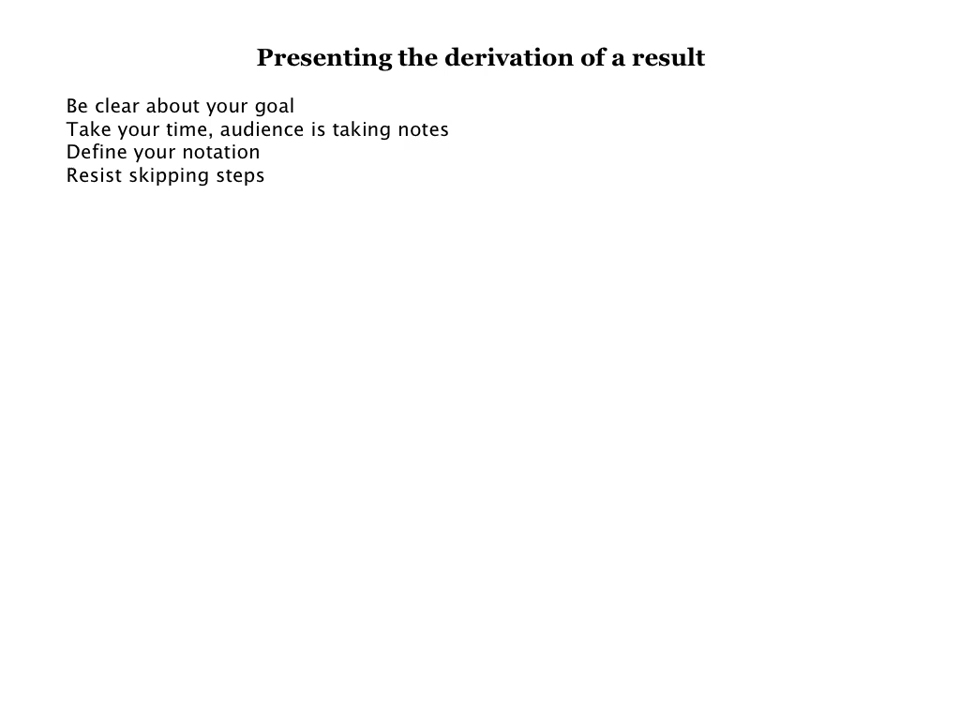 Presenting the derivation of a result
Be clear about your goal
Take your time, audience is taking notes
Define your notation
Resist skipping steps